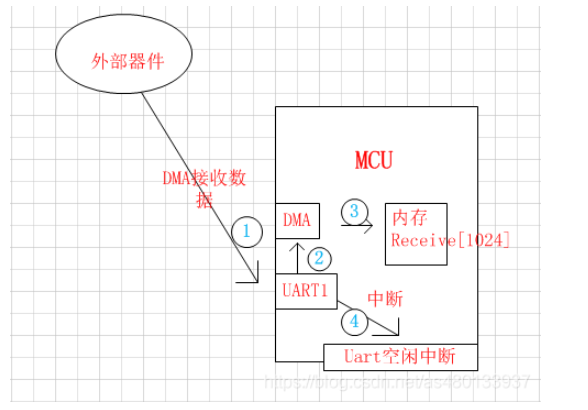 外部器件
MCU
DMA接收数
据
1
DMA
3
内存
Receive[1024]
2
UART1
中断
4
Uart空闲中断
https://blog.csdn.net/as480133937